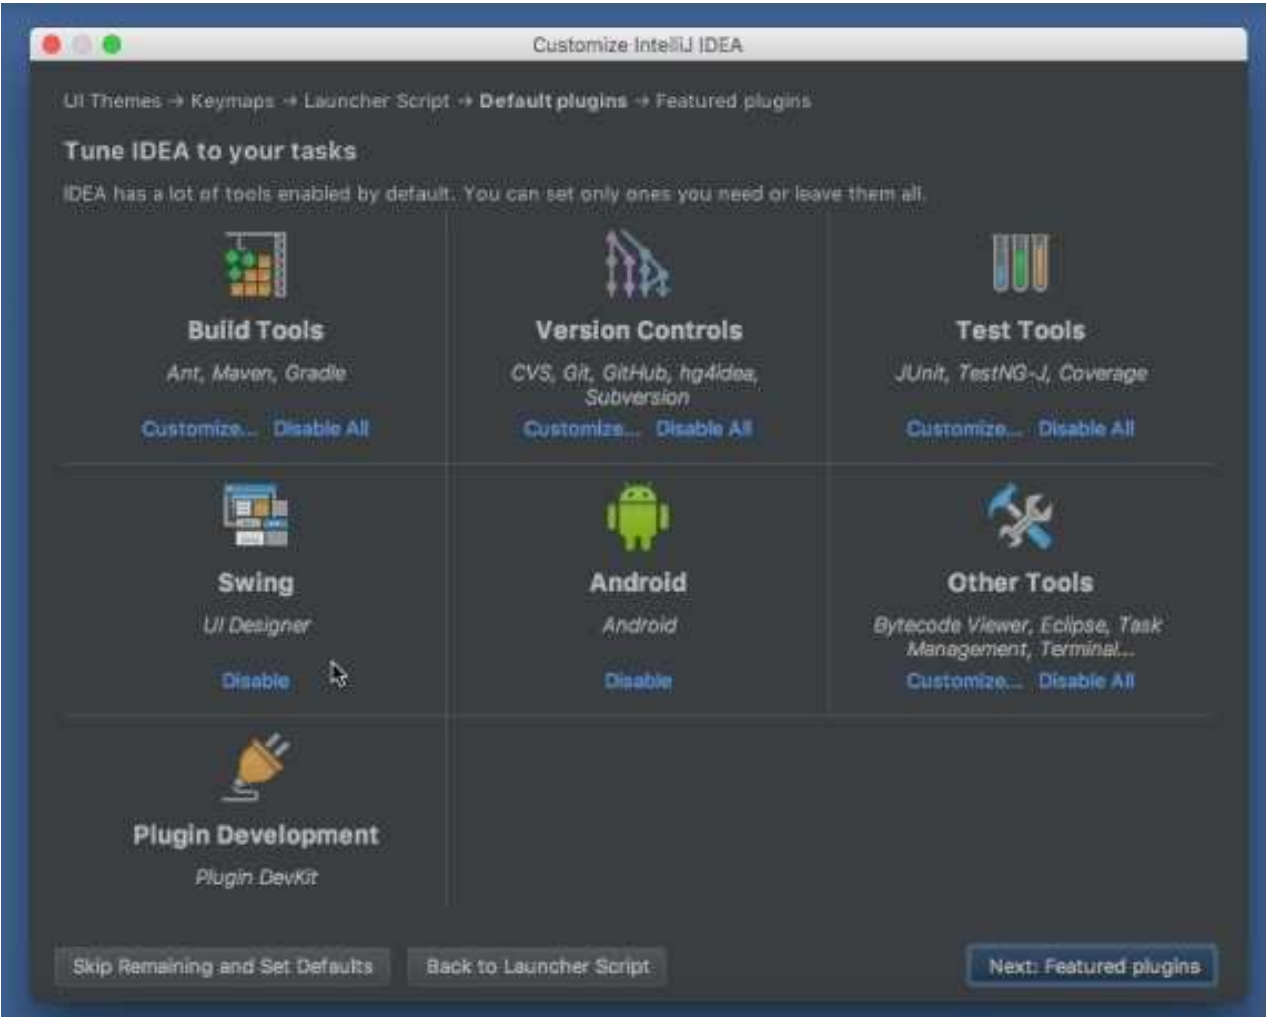 Customize IntelliJ IDEA
UI Themes → Keymaps → Launcher Script → Default plugins → Featured plugins
Tune IDEA to your tasks
IDEA has a lot of tools enabled by default. You can set only ones you need or leave them all.
Build Tools
Ant, Maven, Gradle
Customize... Disable All
Version Controls
CVS, Git, GitHub, hg4idea,
Subversion
Customize... Disable All
Test Tools
JUnit, TestNG-J, Coverage
Customize... Disable All
Swing
UI Designer
Disable
Android
Android
Disable
Other Tools
Bytecode Viewer, Eclipse, Task
Management, Terminal...
Customize... Disable All
Plugin Development
Plugin DevKit
Skip Remaining and Set Defaults
Back to Launcher Script
Next: Featured plugins